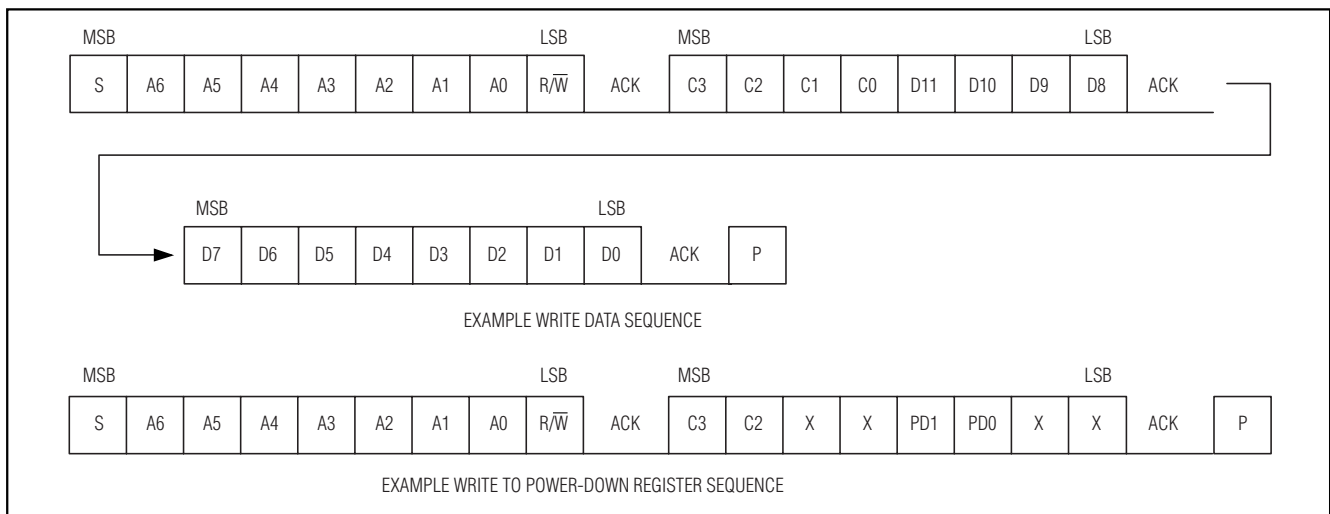 MSB LSB MSB LSB
S A6 A5 A4 A3 A2 A1 A0 R/W̅ ACK C3 C2 C1 C0 D11 D10 D9 D8 ACK
MSB LSB
D7 D6 D5 D4 D3 D2 D1 D0 ACK P
EXAMPLE WRITE DATA SEQUENCE
MSB LSB MSB LSB
S A6 A5 A4 A3 A2 A1 A0 R/W̅ ACK C3 C2 X X PD1 PD0 X X ACK P
EXAMPLE WRITE TO POWER-DOWN REGISTER SEQUENCE